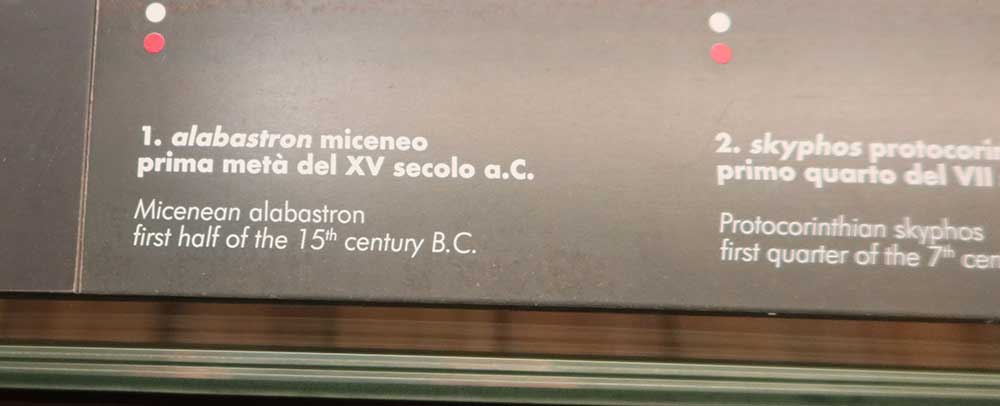 1. alabastron miceneo
prima metà del XV secolo a.C.
Micenean alabastron
first half of the 15th century B.C.
2. skyphos
primo quarto del VII
Protocorinthian skyphos
first quarter of the 7th